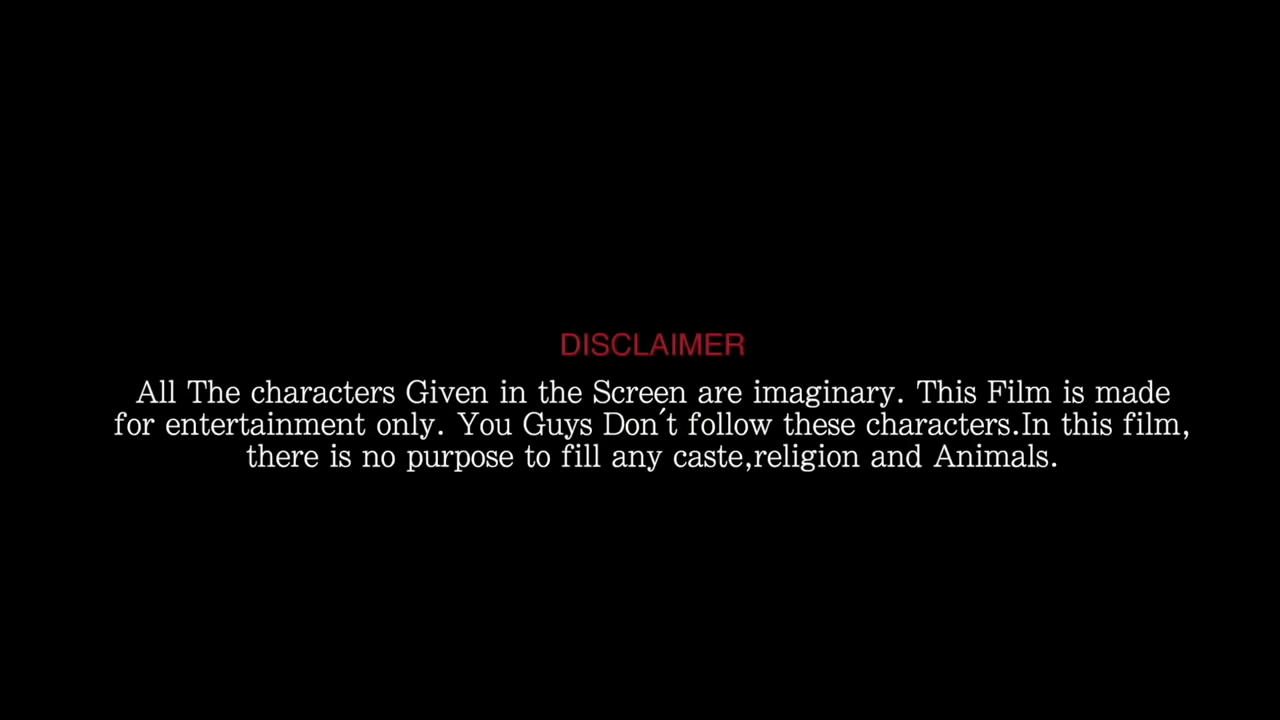 DISCLAIMER
All The characters Given in the Screen are imaginary. This Film is made
for entertainment only. You Guys Don´t follow these characters.In this film,
there is no purpose to fill any caste,religion and Animals.